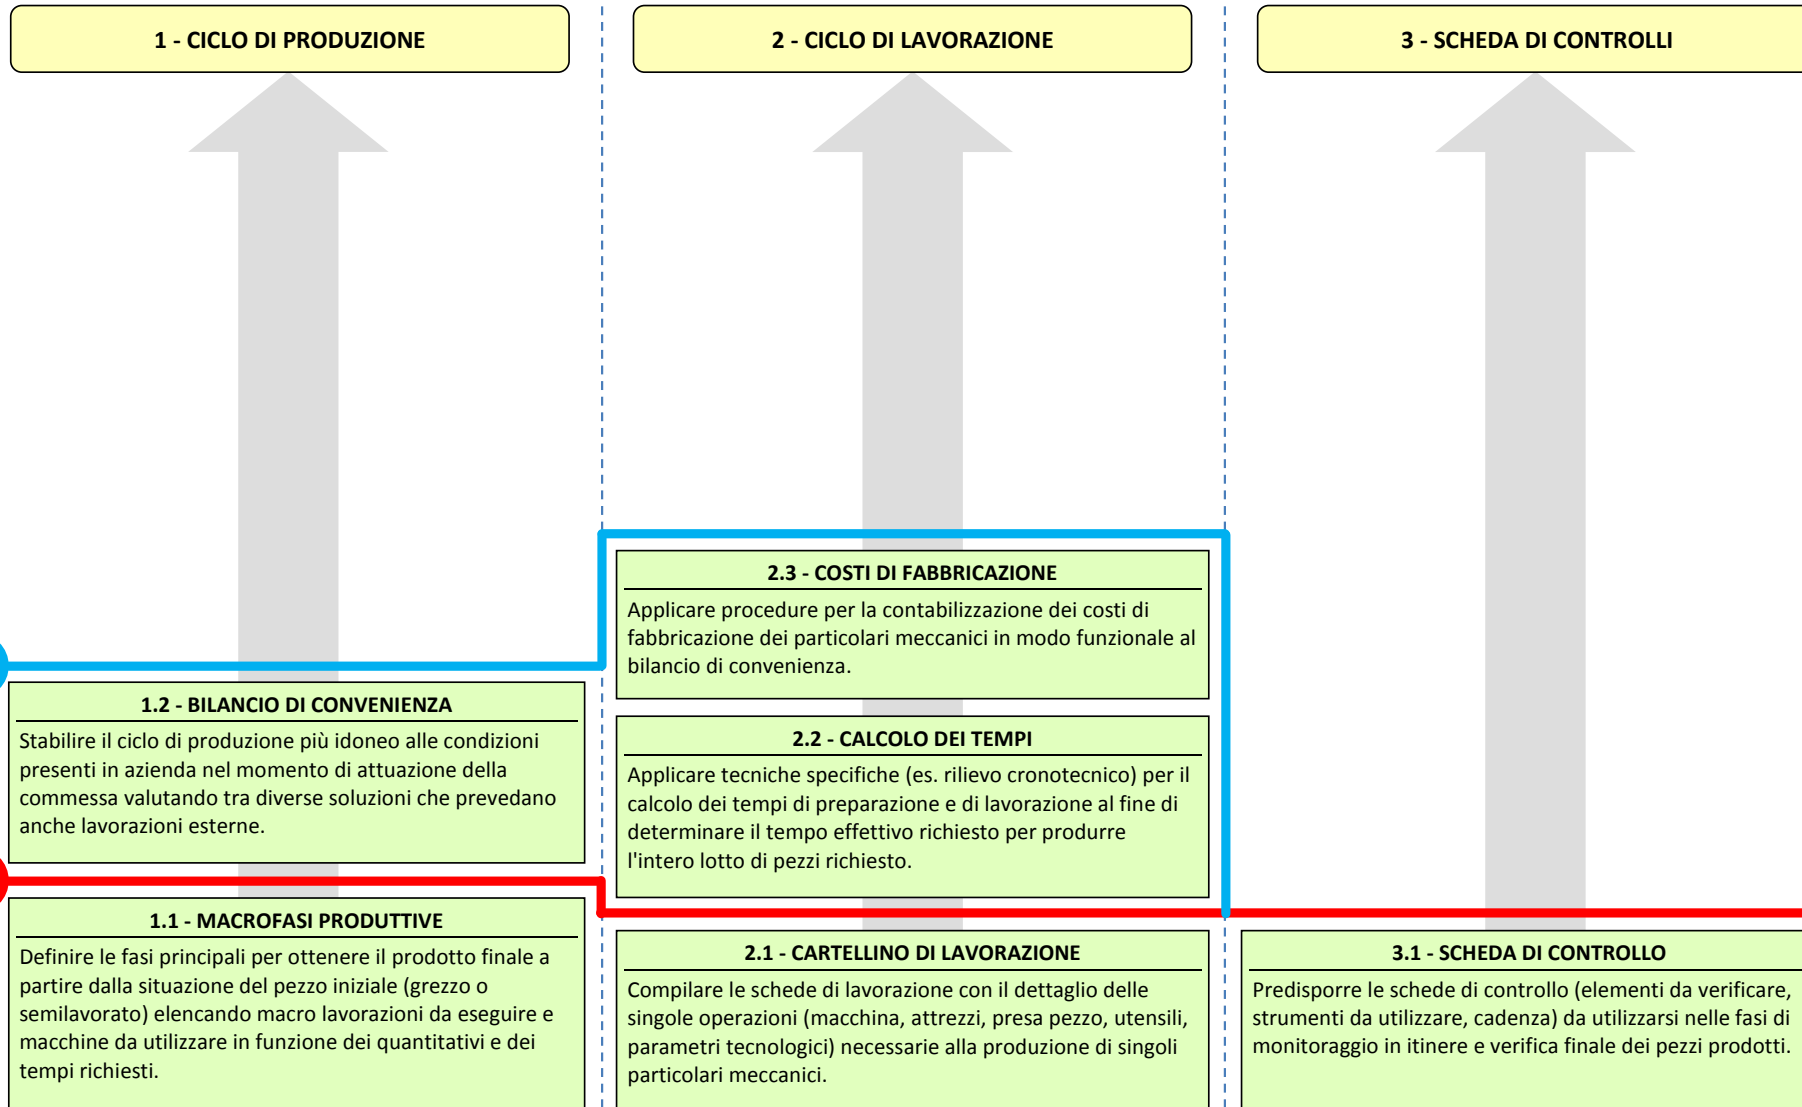 1 - CICLO DI PRODUZIONE
2 - CICLO DI LAVORAZIONE
3 - SCHEDA DI CONTROLLI
2.3 - COSTI DI FABBRICAZIONE
Applicare procedure per la contabilizzazione dei costi di
fabbricazione dei particolari meccanici in modo funzionale al
bilancio di convenienza.
1.2 - BILANCIO DI CONVENIENZA
Stabilire il ciclo di produzione più idoneo alle condizioni
presenti in azienda nel momento di attuazione della
commessa valutando tra diverse soluzioni che prevedano
anche lavorazioni esterne.
2.2 - CALCOLO DEI TEMPI
Applicare tecniche specifiche (es. rilievo cronotecnico) per il
calcolo dei tempi di preparazione e di lavorazione al fine di
determinare il tempo effettivo richiesto per produrre
l'intero lotto di pezzi richiesto.
1.1 - MACROFASI PRODUTTIVE
Definire le fasi principali per ottenere il prodotto finale a
partire dalla situazione del pezzo iniziale (grezzo o
semilavorato) elencando macro lavorazioni da eseguire e
macchine da utilizzare in funzione dei quantitativi e dei
tempi richiesti.
2.1 - CARTELLINO DI LAVORAZIONE
Compilare le schede di lavorazione con il dettaglio delle
singole operazioni (macchina, attrezzi, presa pezzo, utensili,
parametri tecnologici) necessarie alla produzione di singoli
particolari meccanici.
3.1 - SCHEDA DI CONTROLLO
Predisporre le schede di controllo (elementi da verificare,
strumenti da utilizzare, cadenza) da utilizzarsi nelle fasi di
monitoraggio in itinere e verifica finale dei pezzi prodotti.